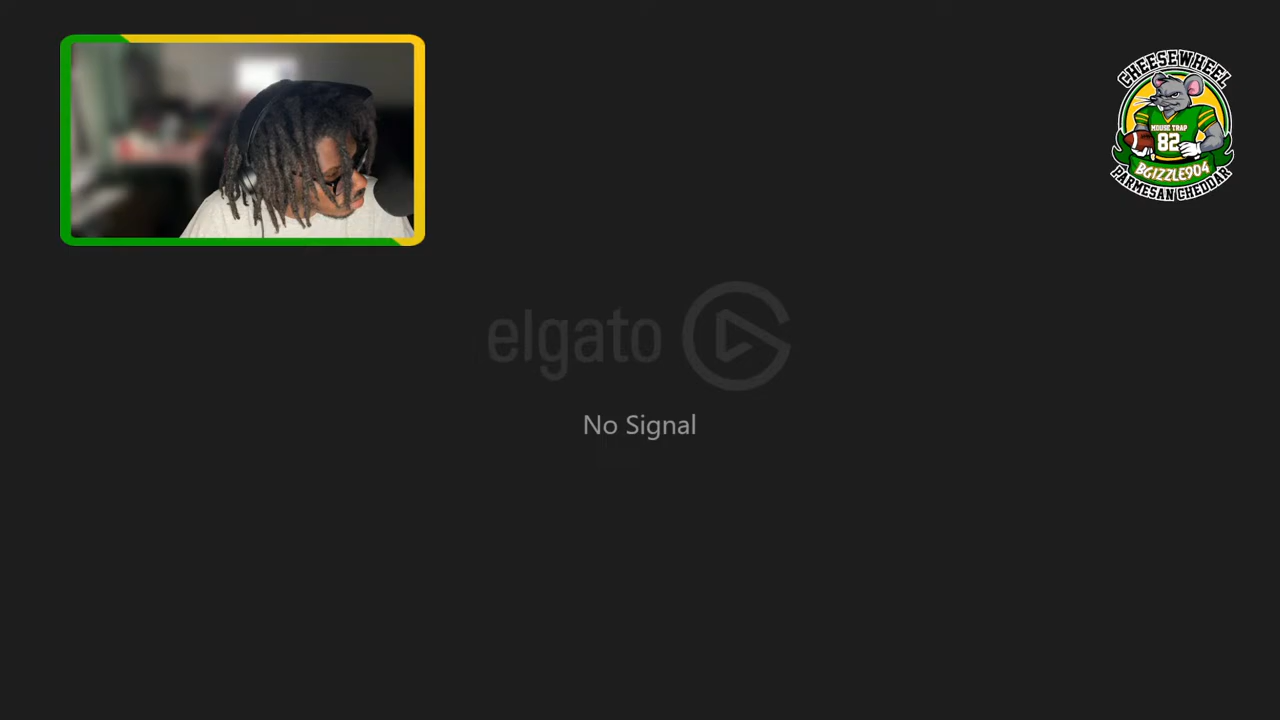 CHEESEWHEEL
MOUSE TRAP
82
BGIZZLE904
PARMESAN CHEDDAR
elgato
No Signal